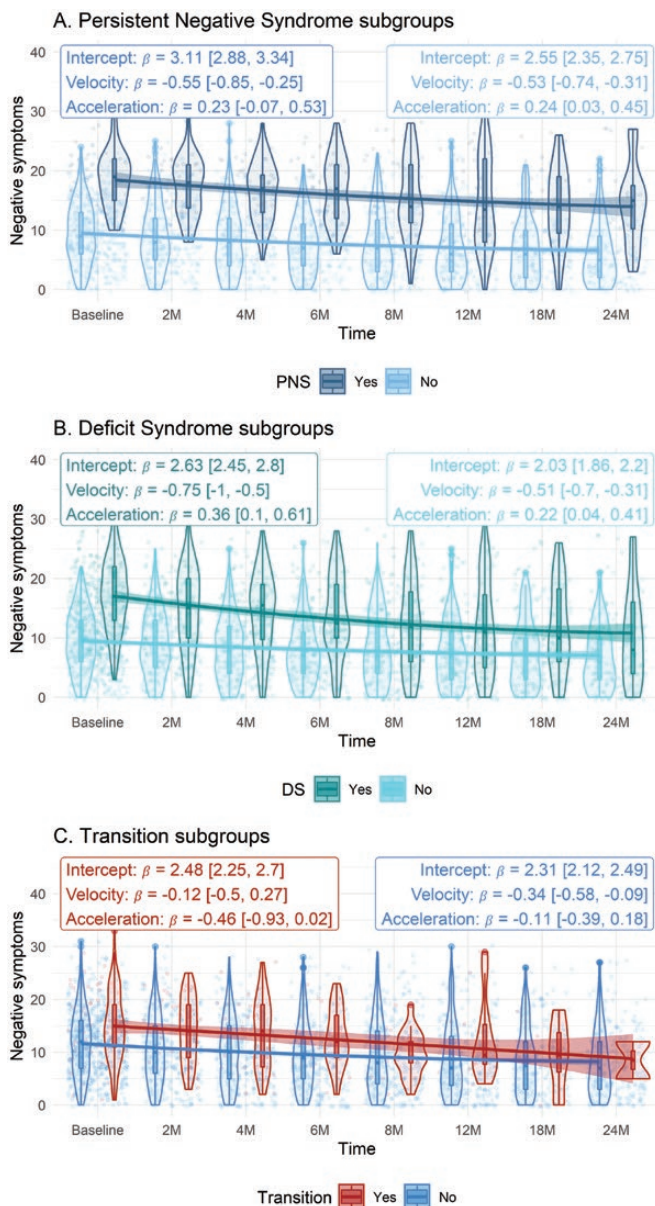 A. Persistent Negative Syndrome subgroups
Negative symptoms
40
30
20
10
0
Intercept: β = 3.11 [2.88, 3.34]
Velocity: β = -0.55 [-0.85, -0.25]
Acceleration: β = 0.23 [-0.07, 0.53]
2.55 [2.35, 2.75]
Velocity: β = -0.53 [-0.74, -0.31]
Acceleration: β = 0.24 [0.03, 0.45]
Baseline 2M 4M 6M 8M 12M 18M 24M
Time
PNS Yes No
B. Deficit Syndrome subgroups
Negative symptoms
40
30
20
10
0
Intercept: β = 2.63 [2.45, 2.8]
Velocity: β = -0.75 [-1, -0.5]
Acceleration: β = 0.36 [0.1, 0.61]
Intercept: β = 2.03 [1.86, 2.2]
Velocity: β = -0.51 [-0.7, -0.31]
Acceleration: β = 0.22 [0.04, 0.41]
Baseline 2M 4M 6M 8M 12M 18M 24M
Time
DS Yes No
C. Transition subgroups
Negative symptoms
40
30
20
10
0
Intercept: β = 2.48 [2.25, 2.7]
Velocity: β = -0.12 [-0.5, 0.27]
Acceleration: β = -0.46 [-0.93, 0.02]
Intercept: β = 2.31 [2.12, 2.49]
Velocity: β = -0.34 [-0.58, -0.09]
Acceleration: β = -0.11 [-0.39, 0.18]
Baseline 2M 4M 6M 8M 12M 18M 24M
Time
Transition Yes No